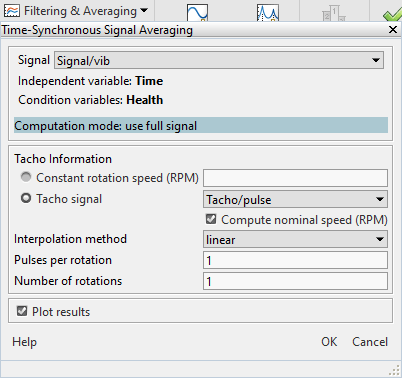 Filtering & Averaging
Time-Synchronous Signal Averaging
Signal Signal/vib
Independent variable: Time
Condition variables: Health
Computation mode: use full signal
Tacho Information
Constant rotation speed (RPM)
Tacho signal Tacho/pulse
Compute nominal speed (RPM)
Interpolation method linear
Pulses per rotation 1
Number of rotations 1
Plot results
Help OK Cancel